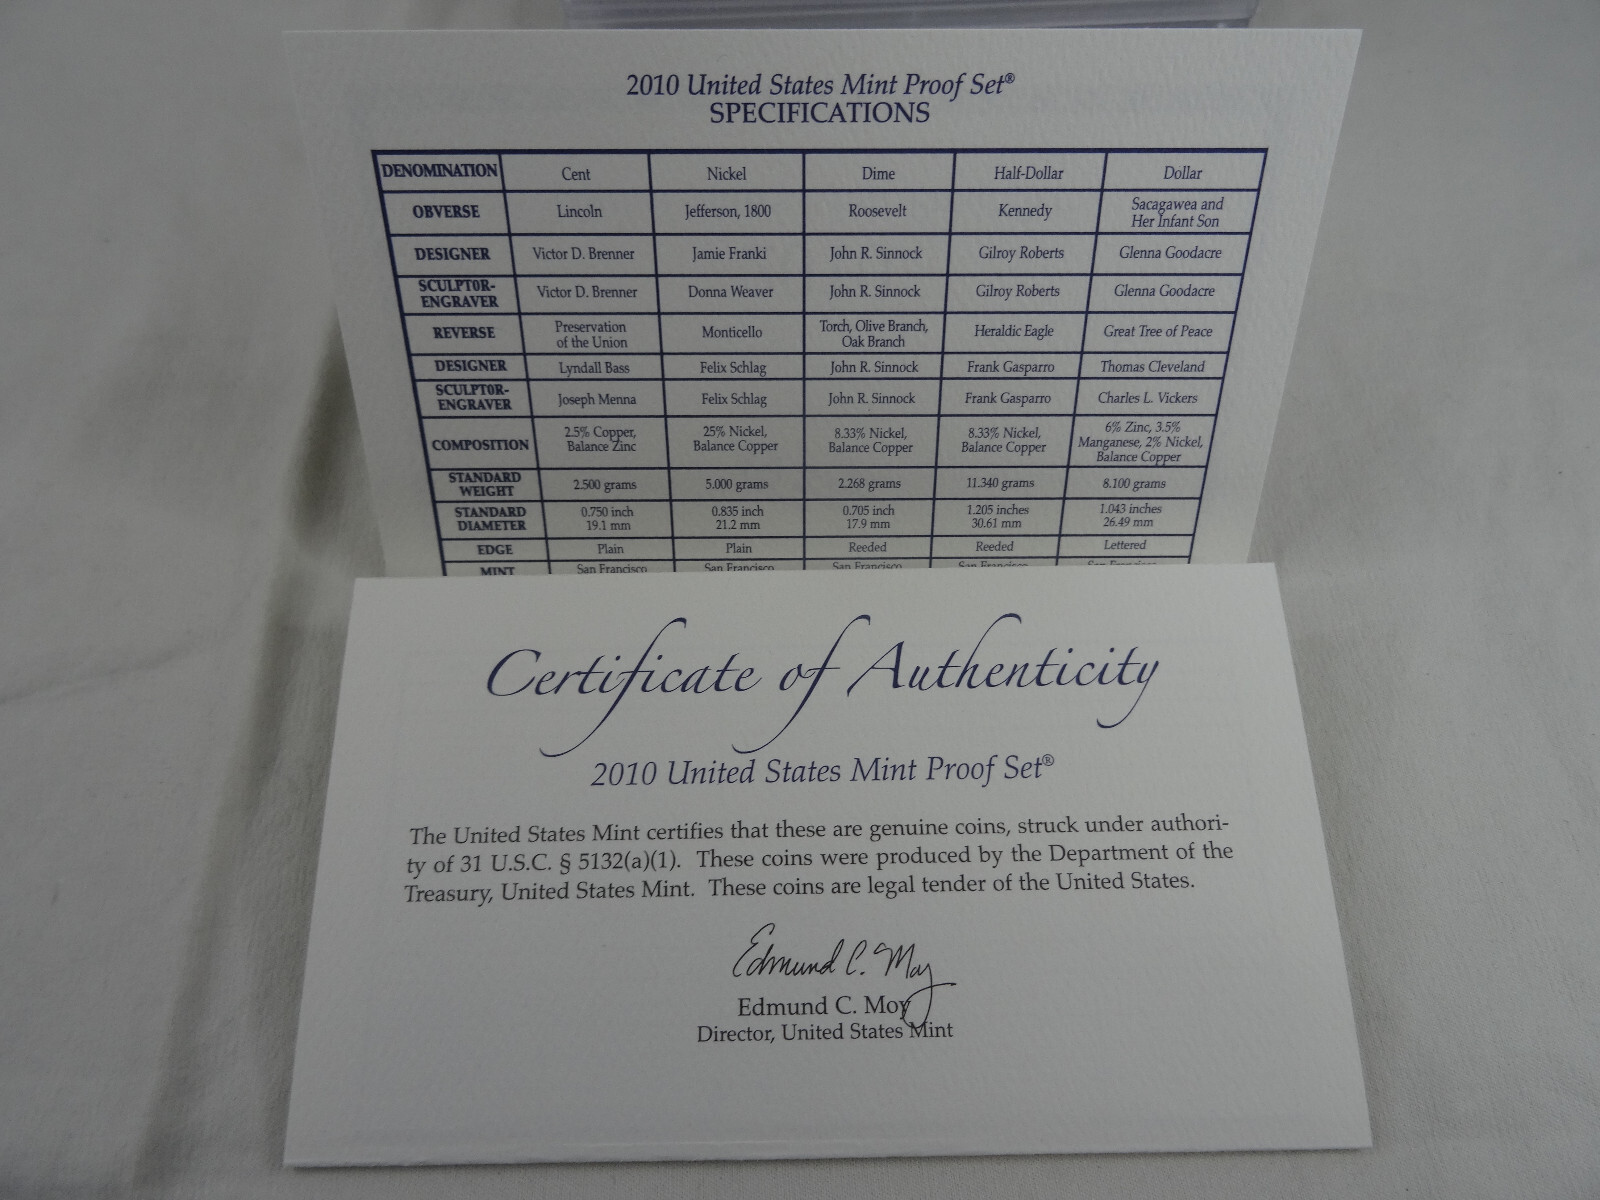 2010 United States Mint Proof Set®
SPECIFICATIONS
DENOMINATION Cent Nickel Dime Half-Dollar Dollar
OBVERSE Lincoln Jefferson, 1800 Roosevelt Kennedy Sacagawea and
Her Infant Son
DESIGNER Victor D. Brenner Jamie Franki John R. Sinnock Gilroy Roberts Glenna Goodacre
SCULPTOR-
ENGRAVER Victor D. Brenner Donna Weaver John R. Sinnock Gilroy Roberts Glenna Goodacre
REVERSE Preservation
of the Union Monticello Torch, Olive Branch,
Oak Branch Heraldic Eagle Great Tree of Peace
DESIGNER Lyndall Bass Felix Schlag John R. Sinnock Frank Gasparro Thomas Cleveland
SCULPTOR-
ENGRAVER Joseph Menna Felix Schlag John R. Sinnock Frank Gasparro Charles L. Vickers
COMPOSITION 2.5% Copper,
Balance Zinc 25% Nickel,
Balance Copper 8.33% Nickel,
Balance Copper 8.33% Nickel,
Balance Copper 6% Zinc, 3.5%
Manganese, 2% Nickel,
Balance Copper
STANDARD
WEIGHT 2.500 grams 5.000 grams 2.268 grams 11.340 grams 8.100 grams
STANDARD
DIAMETER 0.750 inch
19.1 mm 0.835 inch
21.2 mm 0.705 inch
17.9 mm 1.205 inches
30.61 mm 1.043 inches
26.49 mm
EDGE Plain Plain Reeded Reeded Lettered
MINT San Francisco San Francisco San Francisco San Francisco San Francisco
Certificate of Authenticity
2010 United States Mint Proof Set®
The United States Mint certifies that these are genuine coins, struck under authori-
ty of 31 U.S.C. § 5132(a)(1). These coins were produced by the Department of the
Treasury, United States Mint. These coins are legal tender of the United States.
Edmund C. Moy
Edmund C. Moy
Director, United States Mint